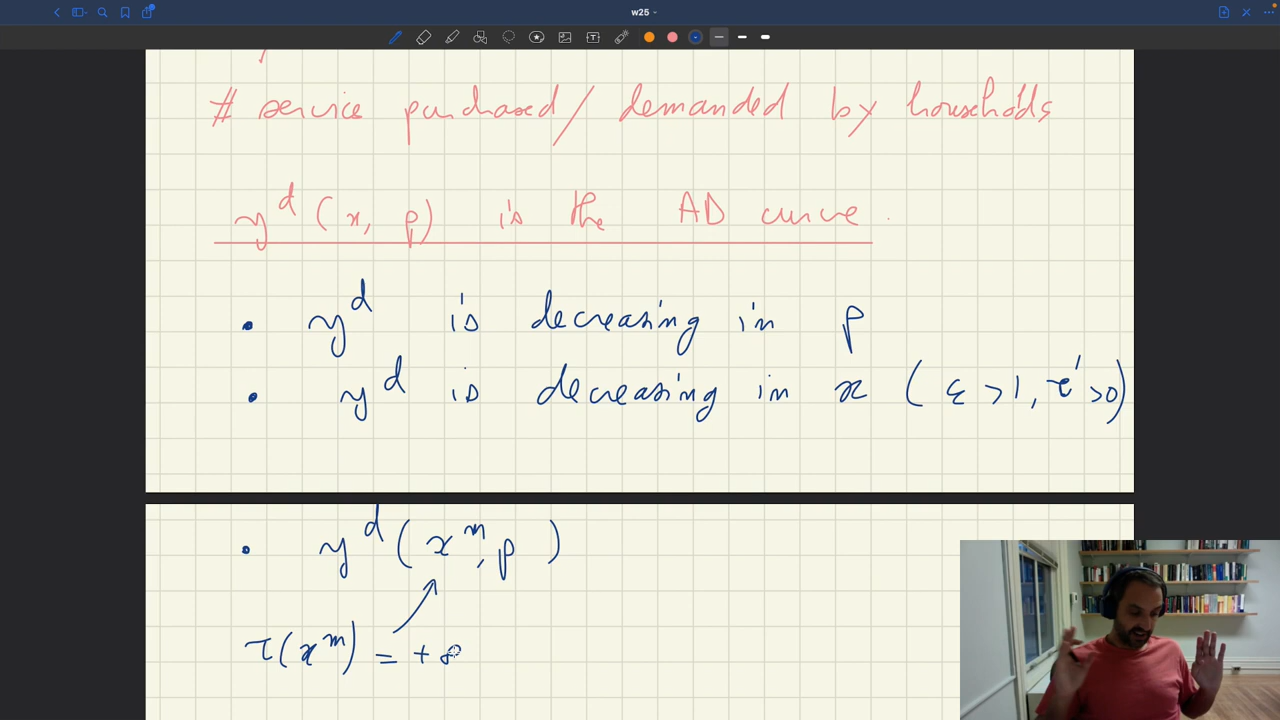 w25
# service purchased / demanded by households
y^d (x, p) is the AD curve.
• y^d is decreasing in p
• y^d is decreasing in x (ε > 1, τ' > 0)
• y^d (x^m, p)
τ(x^m) = + ∞